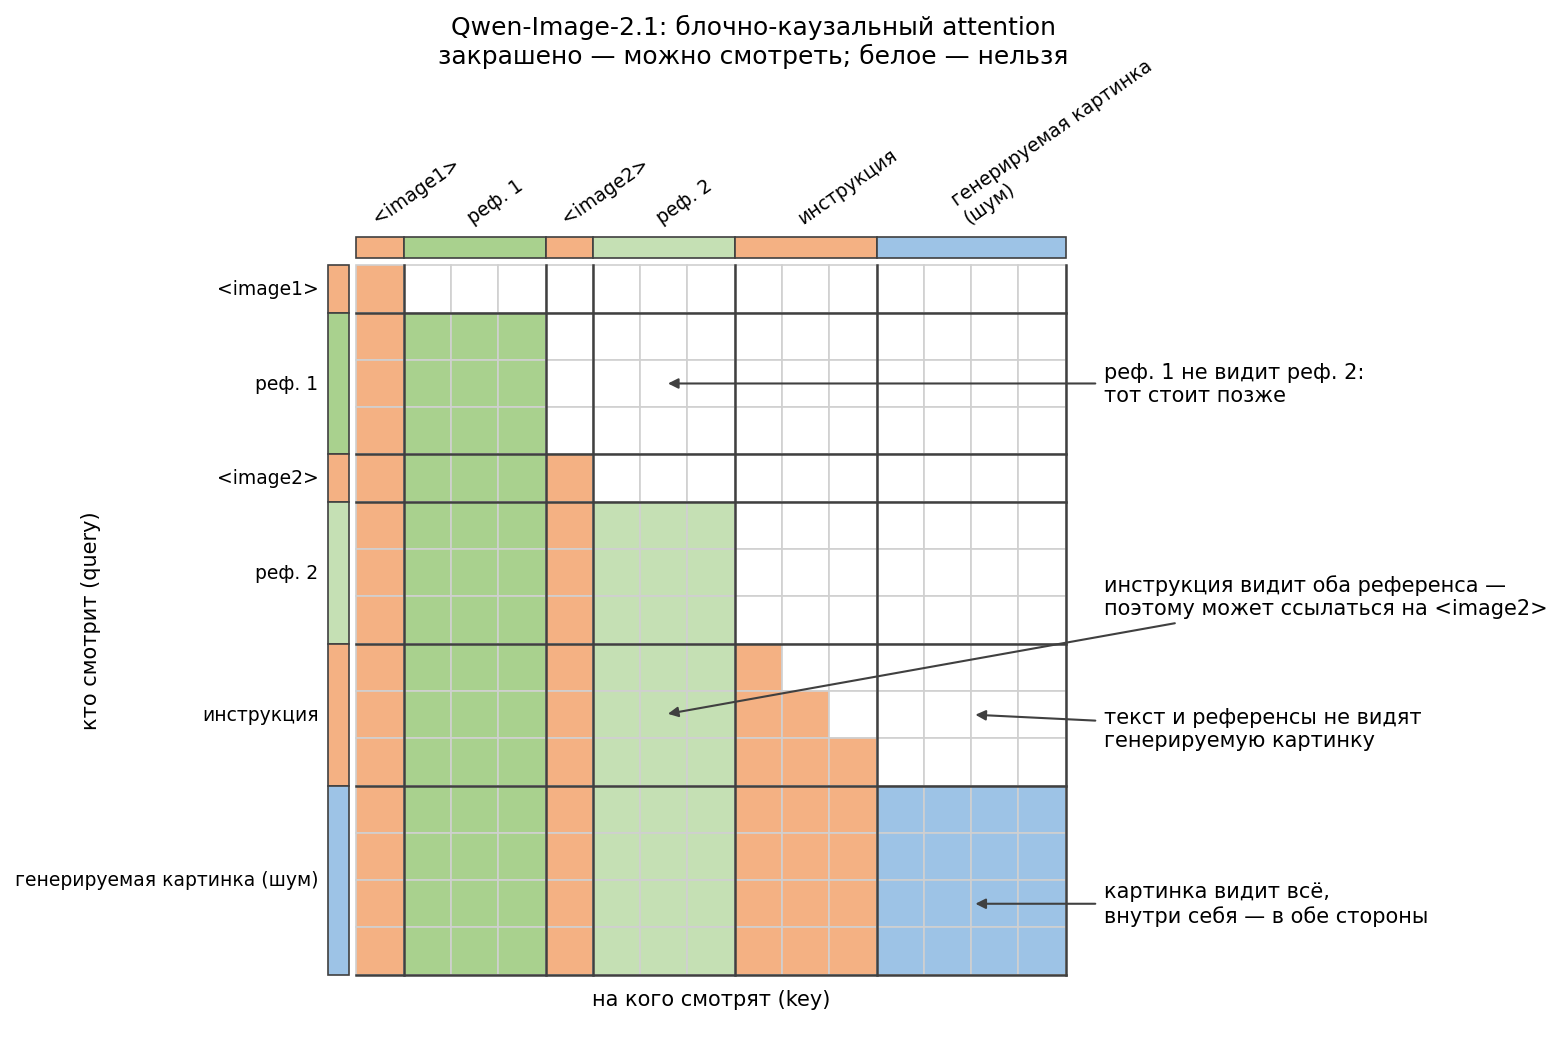 Qwen-Image-2.1: блочно-каузальный attention
закрашено — можно смотреть; белое — нельзя
<image1>
реф. 1
<image2>
реф. 2
инструкция
генерируемая картинка
(шум)
<image1>
реф. 1
<image2>
реф. 2
инструкция
генерируемая картинка (шум)
кто смотрит (query)
реф. 1 не видит реф. 2:
тот стоит позже
инструкция видит оба референса —
поэтому может ссылаться на <image2>
текст и референсы не видят
генерируемую картинку
картинка видит всё,
внутри себя — в обе стороны
на кого смотрят (key)